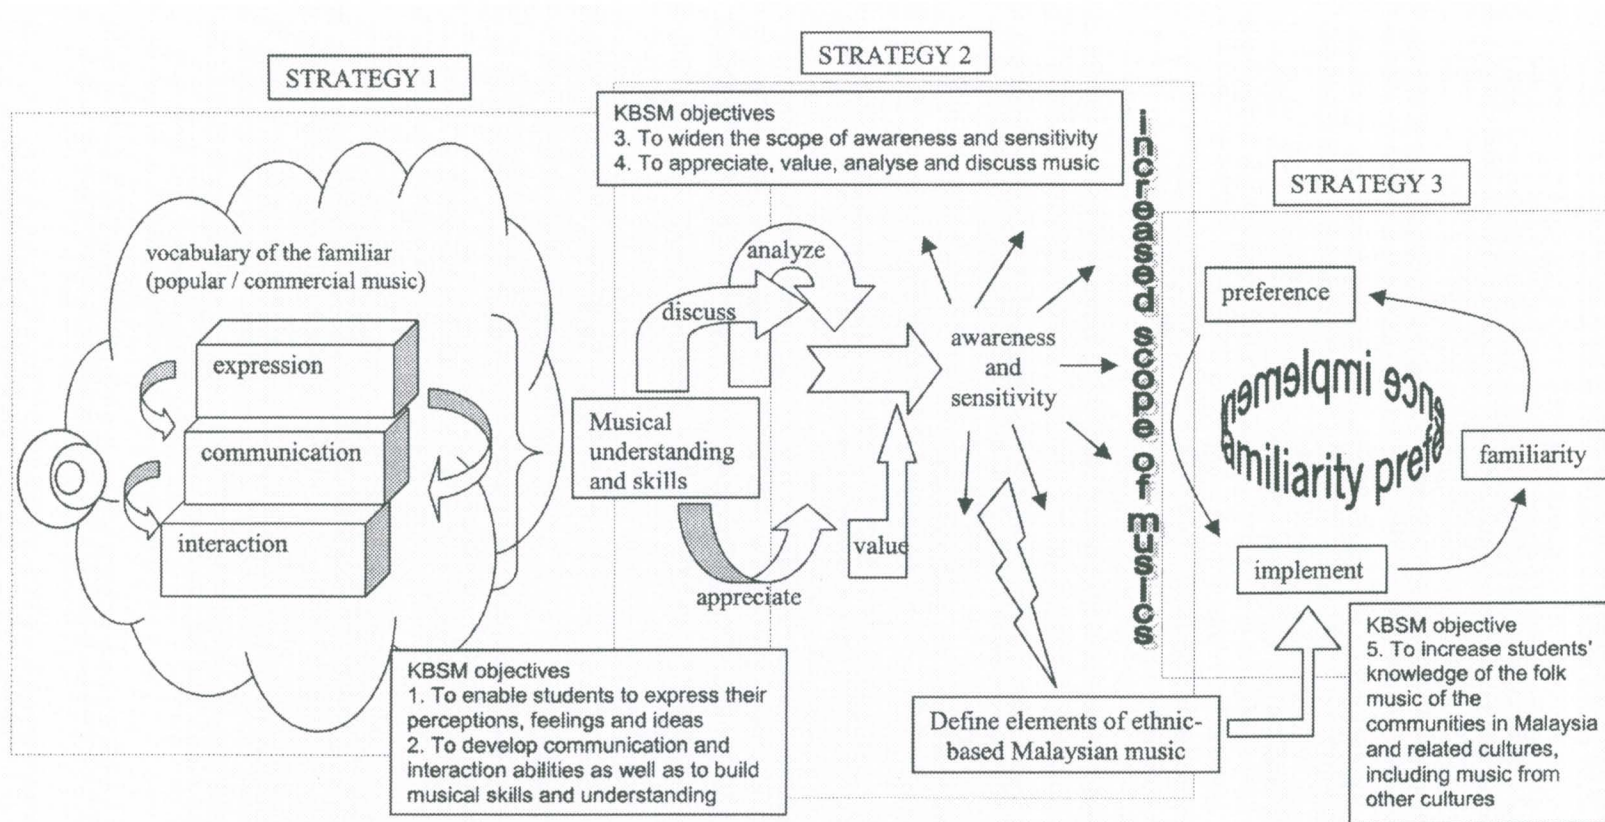 STRATEGY 1
vocabulary of the familiar
(popular / commercial music)
expression
communication
interaction
KBSM objectives
1. To enable students to express their
perceptions, feelings and ideas
2. To develop communication and
interaction abilities as well as to build
musical skills and understanding
STRATEGY 2
KBSM objectives
3. To widen the scope of awareness and sensitivity
4. To appreciate, value, analyse and discuss music
analyze
discuss
Musical
understanding
and skills
appreciate
value
awareness
and
sensitivity
increased scope of musics
Define elements of ethnic-
based Malaysian music
STRATEGY 3
preference
familiarity
implement
ence implemen
amiliarity prefe
KBSM objective
5. To increase students'
knowledge of the folk
music of the
communities in Malaysia
and related cultures,
including music from
other cultures